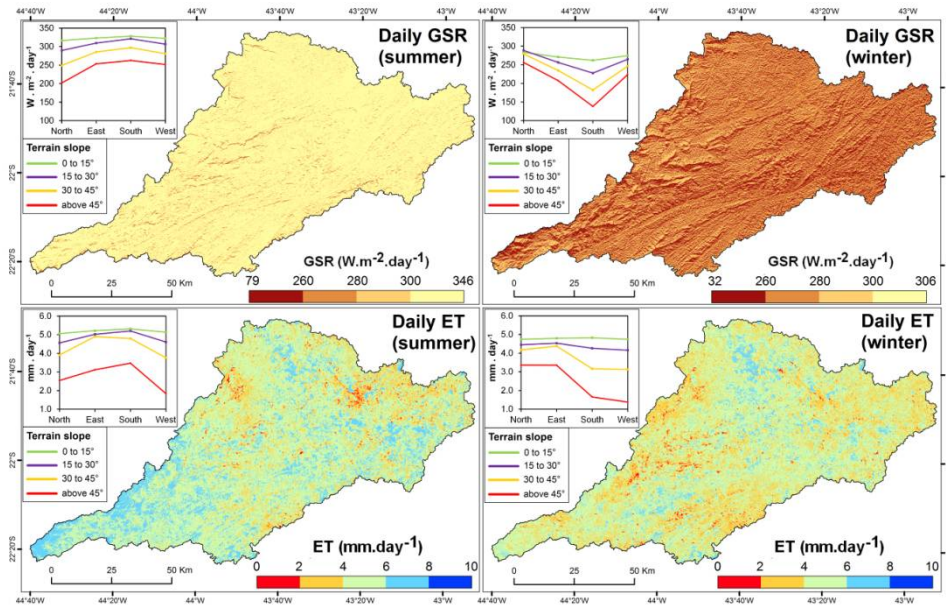 44°40'W 44°20'W 44°W 43°40'W 43°20'W 43°W 44°40'W 44°20'W 44°W 43°40'W 43°20'W 43°W
Daily GSR
(summer)
W . m⁻² . day⁻¹
350
300
250
200
150
100
North East South West
Terrain slope
0 to 15°
15 to 30°
30 to 45°
above 45°
21°40'S
22°S
22°20'S
0 25 50 Km
GSR (W.m⁻².day⁻¹)
79 260 280 300 346
Daily GSR
(winter)
W . m⁻² . day⁻¹
350
300
250
200
150
100
North East South West
Terrain slope
0 to 15°
15 to 30°
30 to 45°
above 45°
0 25 50 Km
GSR (W.m⁻².day⁻¹)
32 260 280 300 306
Daily ET
(summer)
mm . day⁻¹
6.0
5.0
4.0
3.0
2.0
1.0
North East South West
Terrain slope
0 to 15°
15 to 30°
30 to 45°
above 45°
21°40'S
22°S
22°20'S
0 25 50 Km
ET (mm.day⁻¹)
0 2 4 6 8 10
Daily ET
(winter)
mm . day⁻¹
6.0
5.0
4.0
3.0
2.0
1.0
North East South West
Terrain slope
0 to 15°
15 to 30°
30 to 45°
above 45°
0 25 50 Km
ET (mm.day⁻¹)
0 2 4 6 8 10
44°40'W 44°20'W 44°W 43°40'W 43°20'W 43°W 44°40'W 44°20'W 44°W 43°40'W 43°20'W 43°W